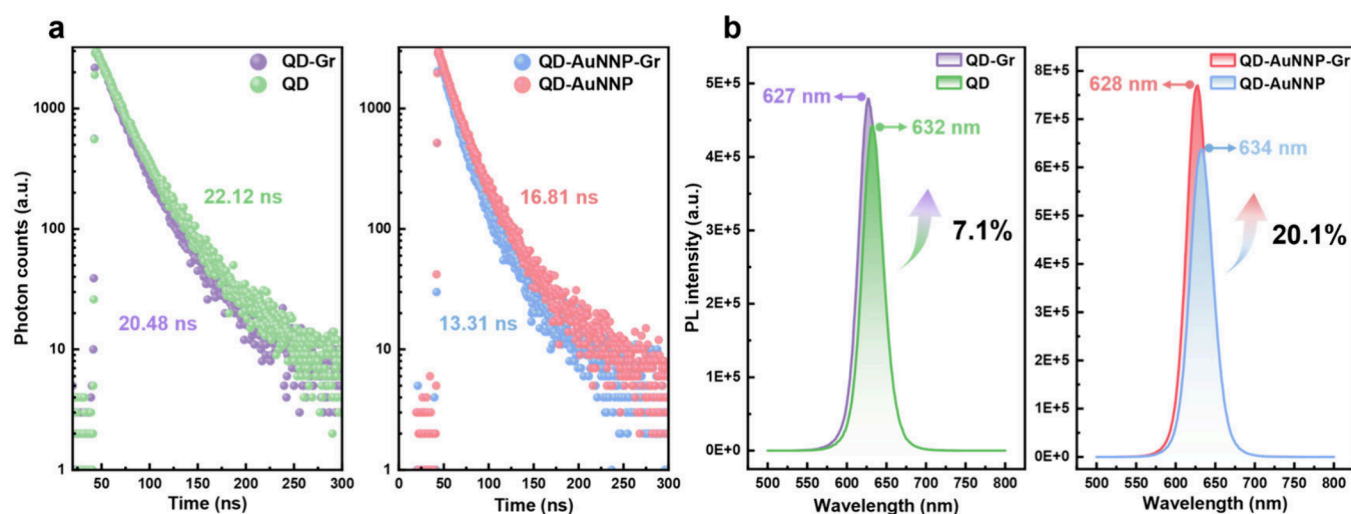 a
QD-Gr
QD
1000
100
10
1
Photon counts (a.u.)
22.12 ns
20.48 ns
50 100 150 200 250 300
Time (ns)
QD-AuNNP-Gr
QD-AuNNP
1000
100
10
1
16.81 ns
13.31 ns
0 50 100 150 200 250 300
Time (ns)
b
QD-Gr
QD
5E+5
4E+5
3E+5
2E+5
1E+5
0E+0
PL intensity (a.u.)
627 nm
632 nm
7.1%
500 550 600 650 700 750 800
Wavelength (nm)
QD-AuNNP-Gr
QD-AuNNP
8E+5
7E+5
6E+5
5E+5
4E+5
3E+5
2E+5
1E+5
0E+0
628 nm
634 nm
20.1%
500 550 600 650 700 750 800
Wavelength (nm)